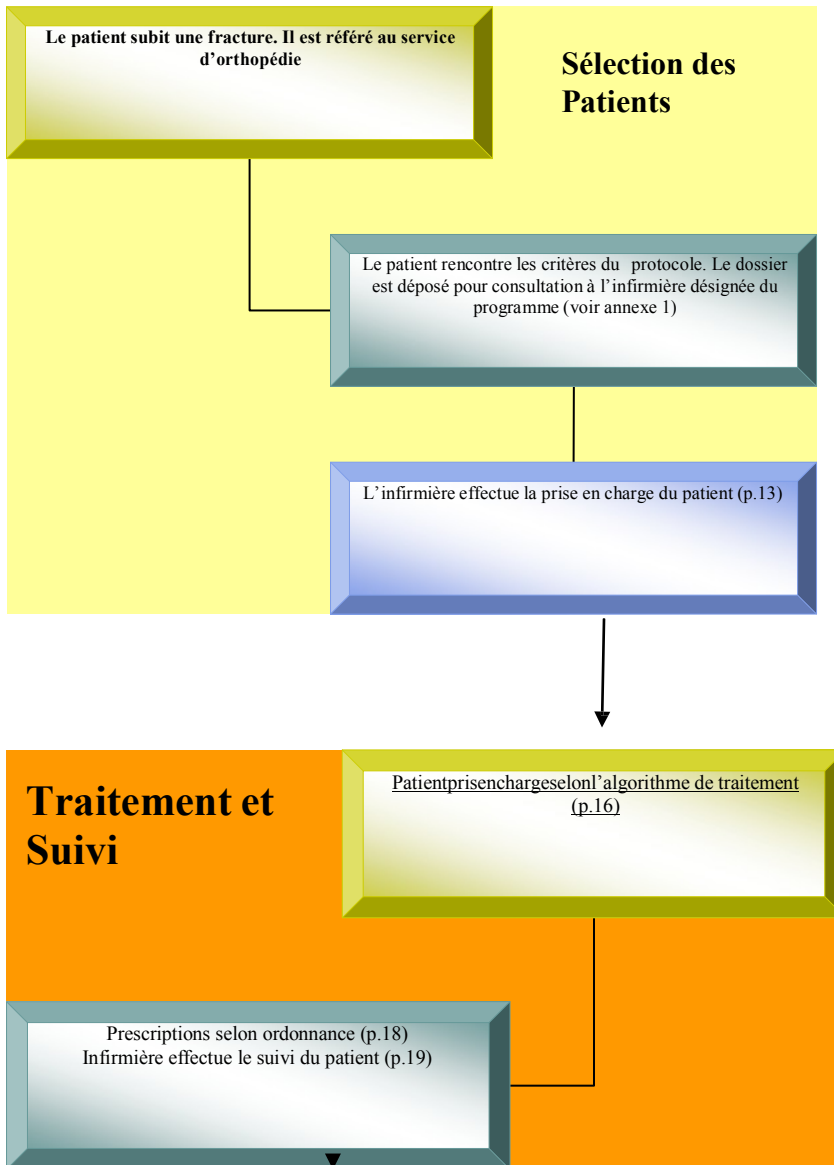 Le patient subit une fracture. Il est référé au service
d'orthopédie
Sélection des
Patients
Le patient rencontre les critères du protocole. Le dossier
est déposé pour consultation à l'infirmière désignée du
programme (voir annexe 1)
L'infirmière effectue la prise en charge du patient (p.13)
Traitement et
Suivi
Patientprisenchargeselonl'algorithme de traitement
(p.16)
Prescriptions selon ordonnance (p.18)
Infirmière effectue le suivi du patient (p.19)